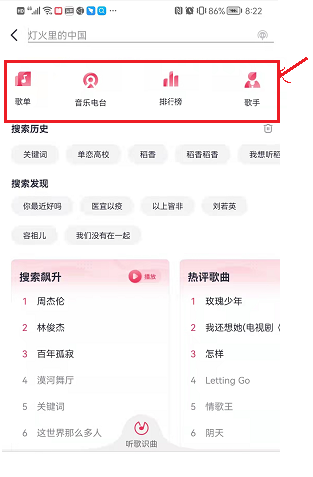 HD 4G 86% 8:22
灯火里的中国
歌单 音乐电台 排行榜 歌手
搜索历史
关键词 单恋高校 稻香 稻香稻香 我想听稻
搜索发现
你最近好吗 医宜以疫 以上皆非 刘若英
容祖儿 我们没有在一起
搜索飙升 播放
1 周杰伦
2 林俊杰
3 百年孤寂
4 漠河舞厅
5 关键词
6 这世界那么多人
热评歌曲
1 玫瑰少年
2 我还想她(电视剧《
3 怎样
4 Letting Go
5 情歌王
6 阴天
听歌识曲